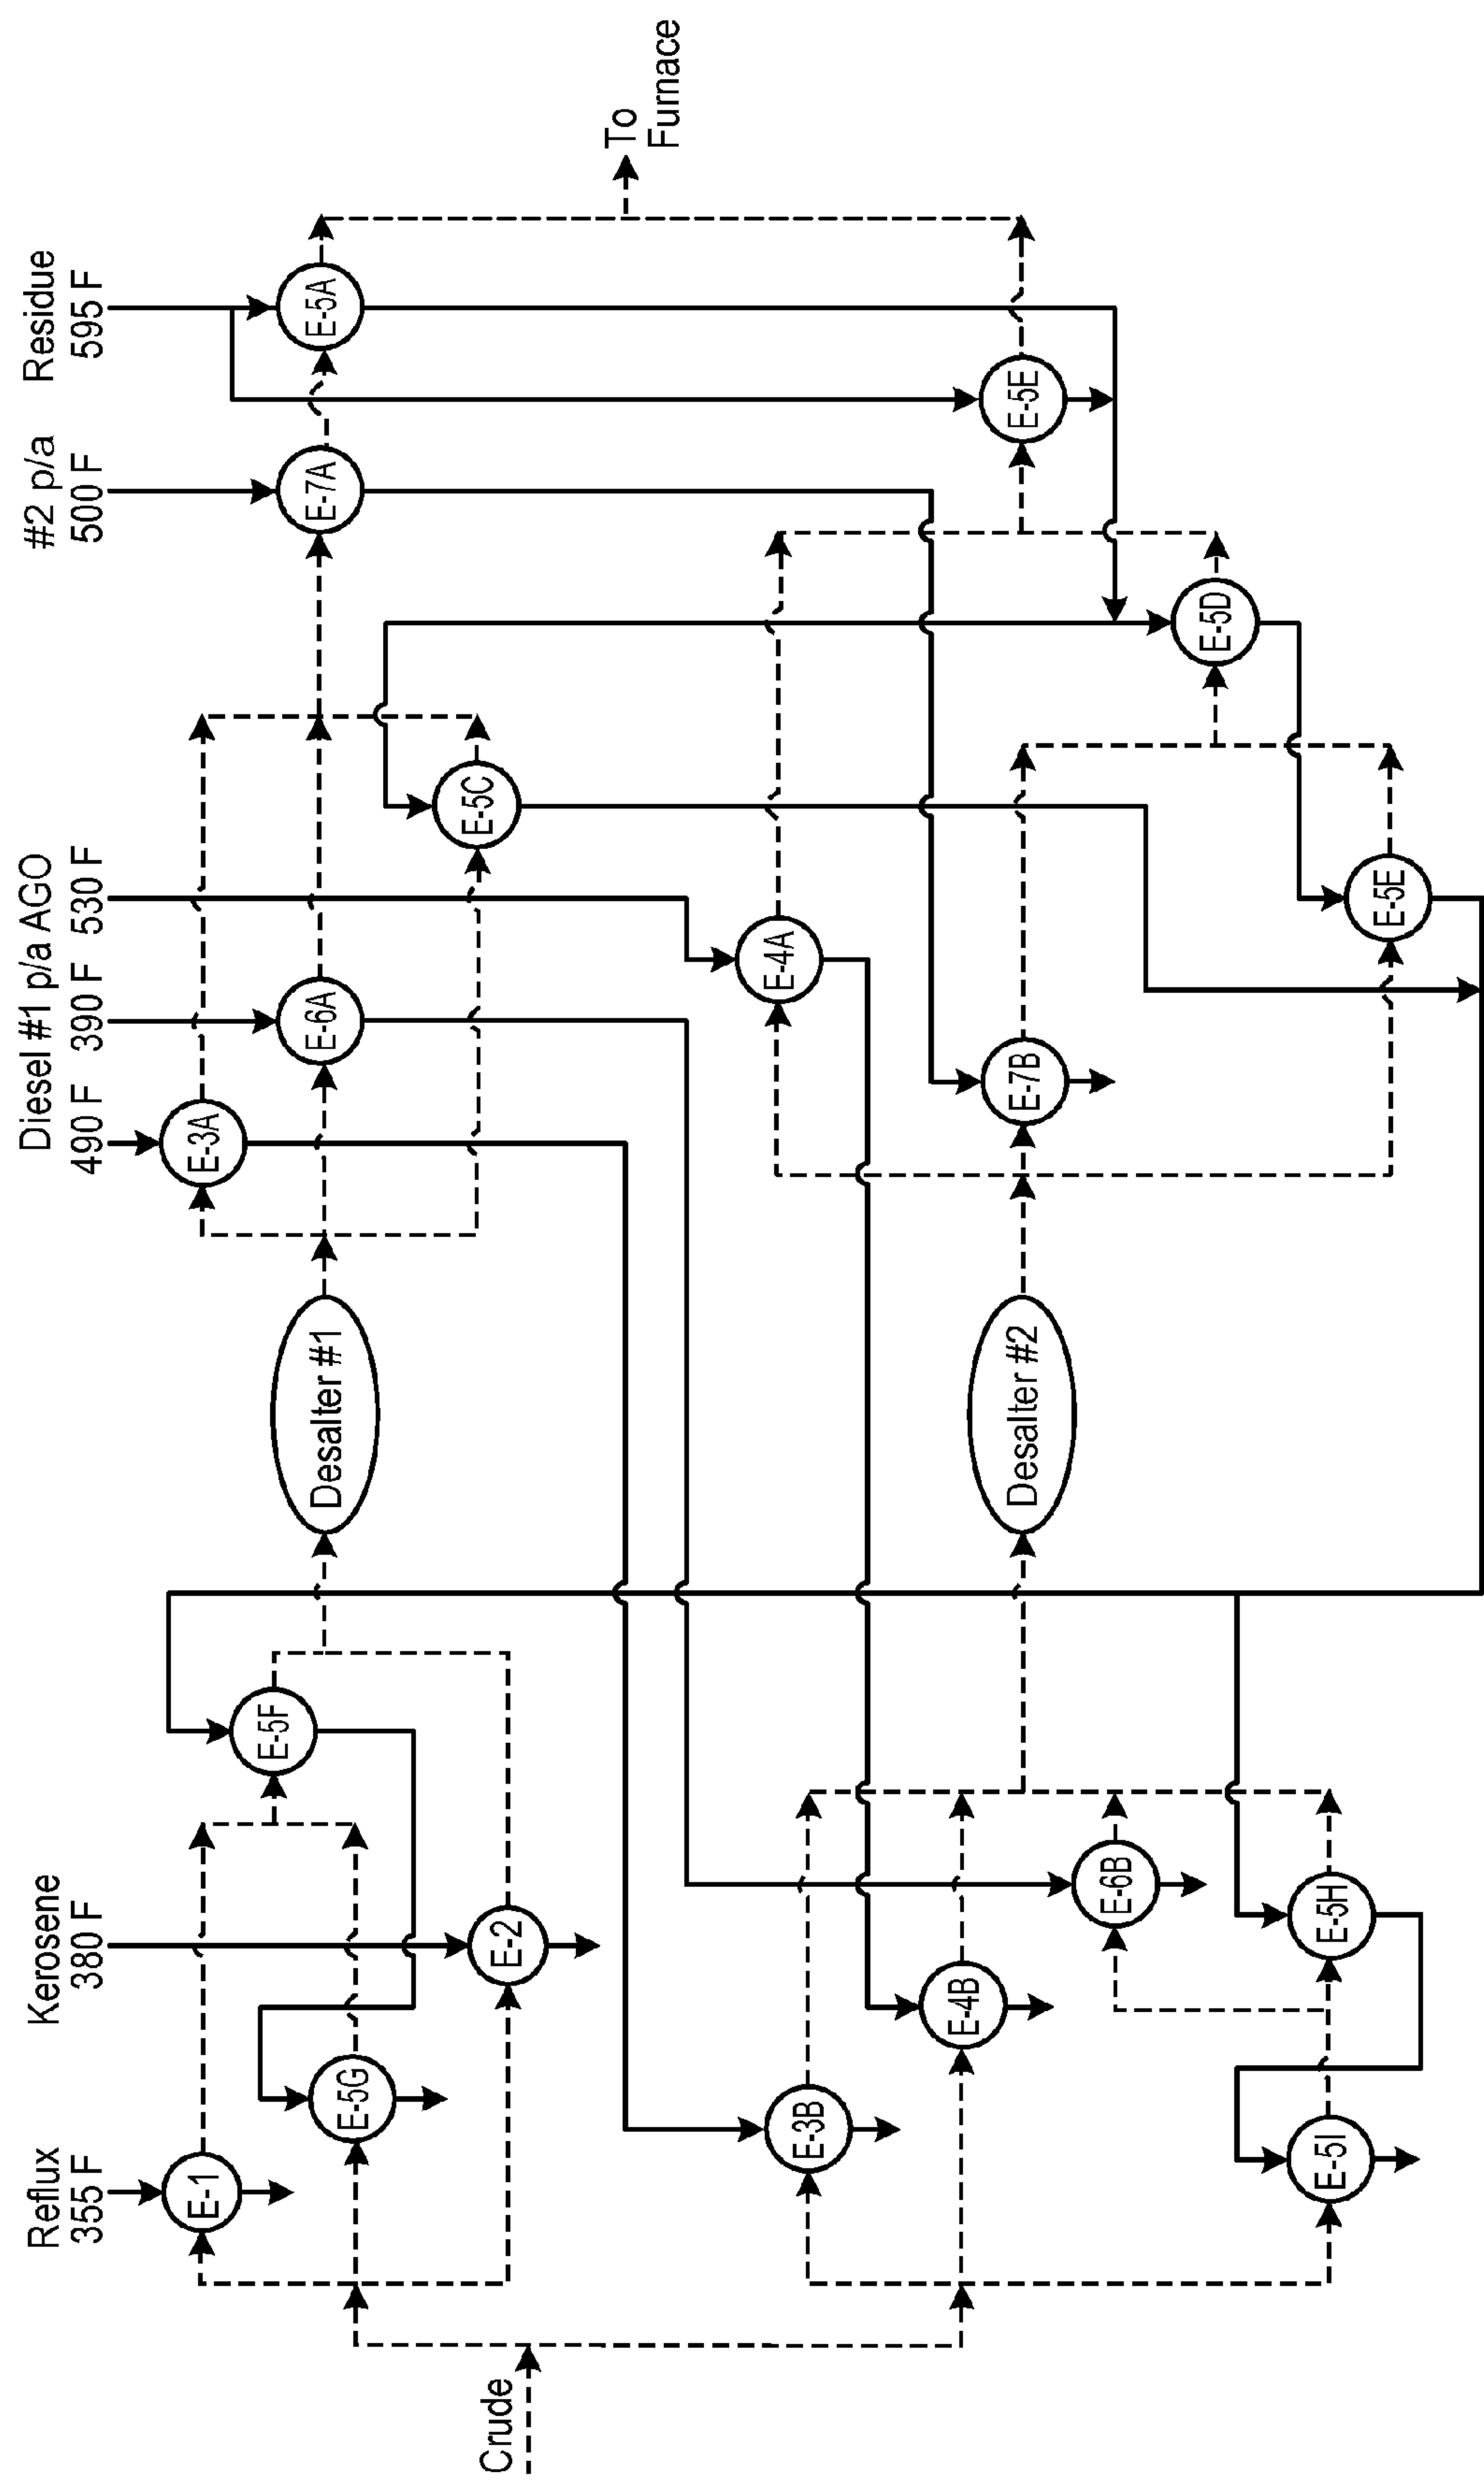 Reflux
355 F
Kerosene
380 F
Diesel #1 p/a AGO
490 F 390 F 530 F
#2 p/a
500 F
Residue
595 F
E-1
E-5G
E-2
E-5F
Desalter #1
E-3A
E-6A
E-5C
E-7A
E-5A
To
Furnace
Crude
E-3B
E-4B
E-6B
E-5I
E-5H
Desalter #2
E-4A
E-7B
E-5E
E-5D
E-5E